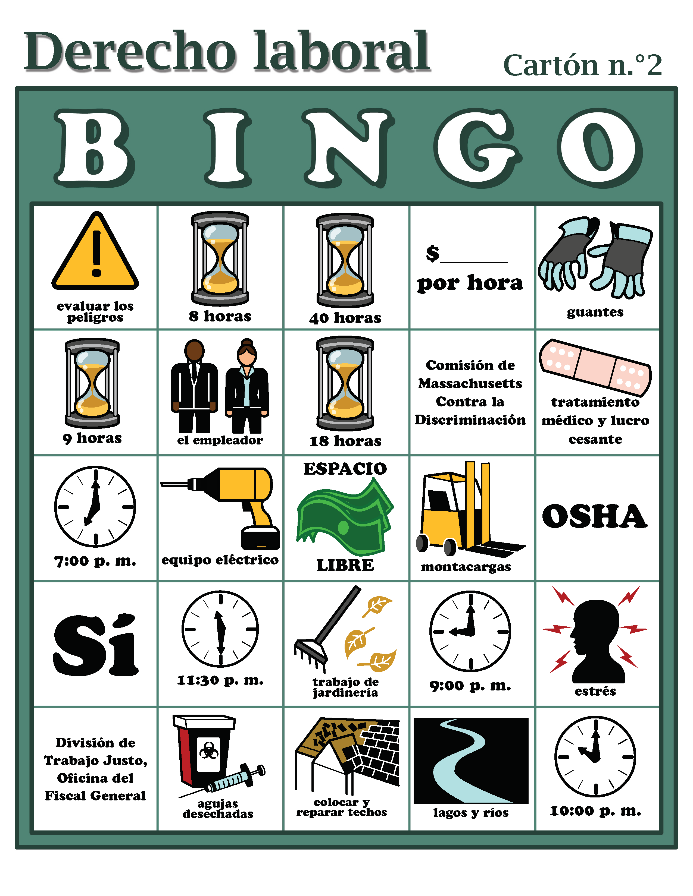 Derecho laboral
Cartón n.°2
B I N G O
evaluar los
peligros
8 horas
40 horas
$______
por hora
guantes
9 horas
el empleador
18 horas
Comisión de
Massachusetts
Contra la
Discriminación
tratamiento
médico y lucro
cesante
7:00 p. m.
equipo eléctrico
ESPACIO
LIBRE
montacargas
OSHA
Sí
11:30 p. m.
trabajo de
jardinería
9:00 p. m.
estrés
División de
Trabajo Justo,
Oficina del
Fiscal General
agujas
desechadas
colocar y
reparar techos
lagos y ríos
10:00 p. m.